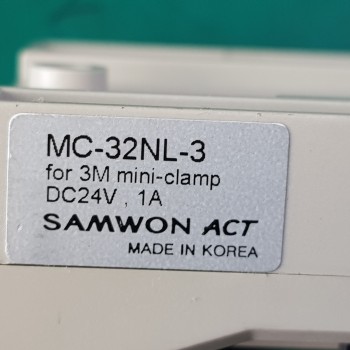 MC-32NL-3
for 3M mini-clamp
DC24V , 1A
SAMWON ACT
MADE IN KOREA